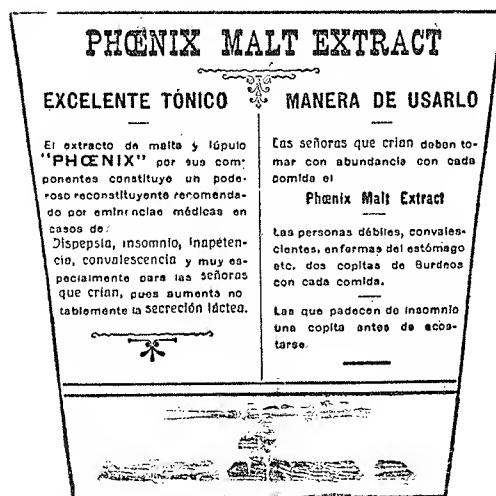 PHŒNIX MALT EXTRACT
EXCELENTE TÓNICO
El extracto de malta y lúpulo
"PHŒNIX" por sus com-
ponentes constituye un pode-
roso reconstituyente recomenda-
do por eminencias médicas en
casos de:
Dispepsia, insomnio, inapéten-
cia, convalescencia y muy es-
pecialmente para las señoras
que crían, pues aumenta no
tablemente la secreción láctea.
MANERA DE USARLO
Las señoras que crían deben to-
mar con abundancia con cada
comida el
Phœnix Malt Extract
Las personas débiles, convales-
cientes, enfermas del estómago
etc. dos copitas de Burdeos
con cada comida.
Las que padecen de insomnio
una copita antes de acos-
tarse.